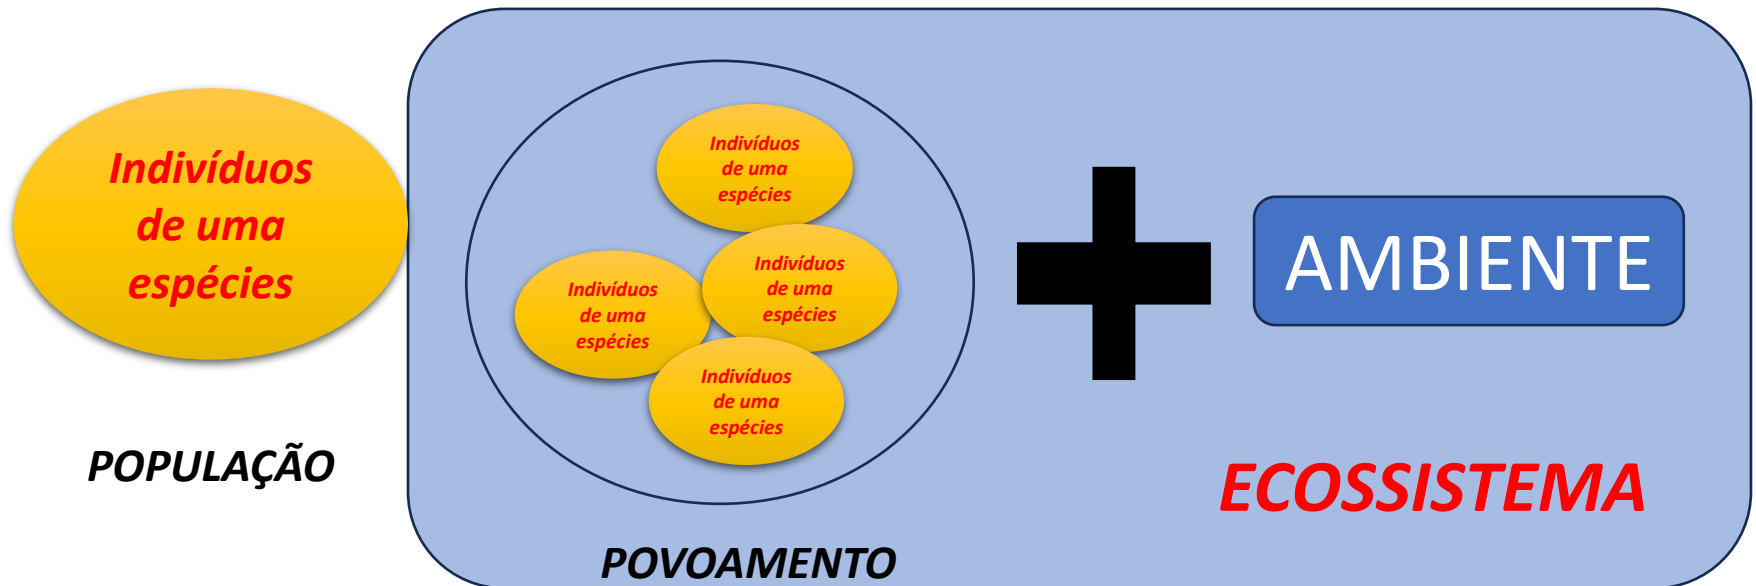 Indivíduos
de uma
espécies
POPULAÇÃO
Indivíduos
de uma
espécies
Indivíduos
de uma
espécies
Indivíduos
de uma
espécies
Indivíduos
de uma
espécies
POVOAMENTO
AMBIENTE
ECOSSISTEMA